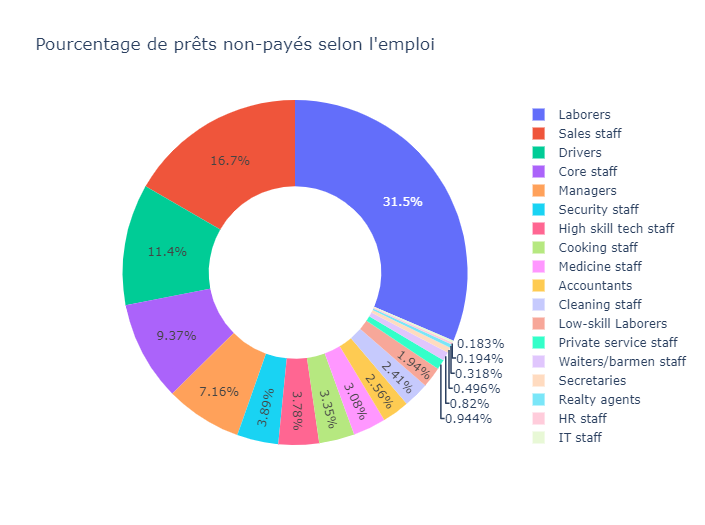 Pourcentage de prêts non-payés selon l'emploi
31.5%
16.7%
11.4%
9.37%
7.16%
3.89%
3.78%
3.35%
3.08%
2.56%
2.41%
1.94%
0.944%
0.82%
0.496%
0.318%
0.194%
0.183%
Laborers
Sales staff
Drivers
Core staff
Managers
Security staff
High skill tech staff
Cooking staff
Medicine staff
Accountants
Cleaning staff
Low-skill Laborers
Private service staff
Waiters/barmen staff
Secretaries
Realty agents
HR staff
IT staff